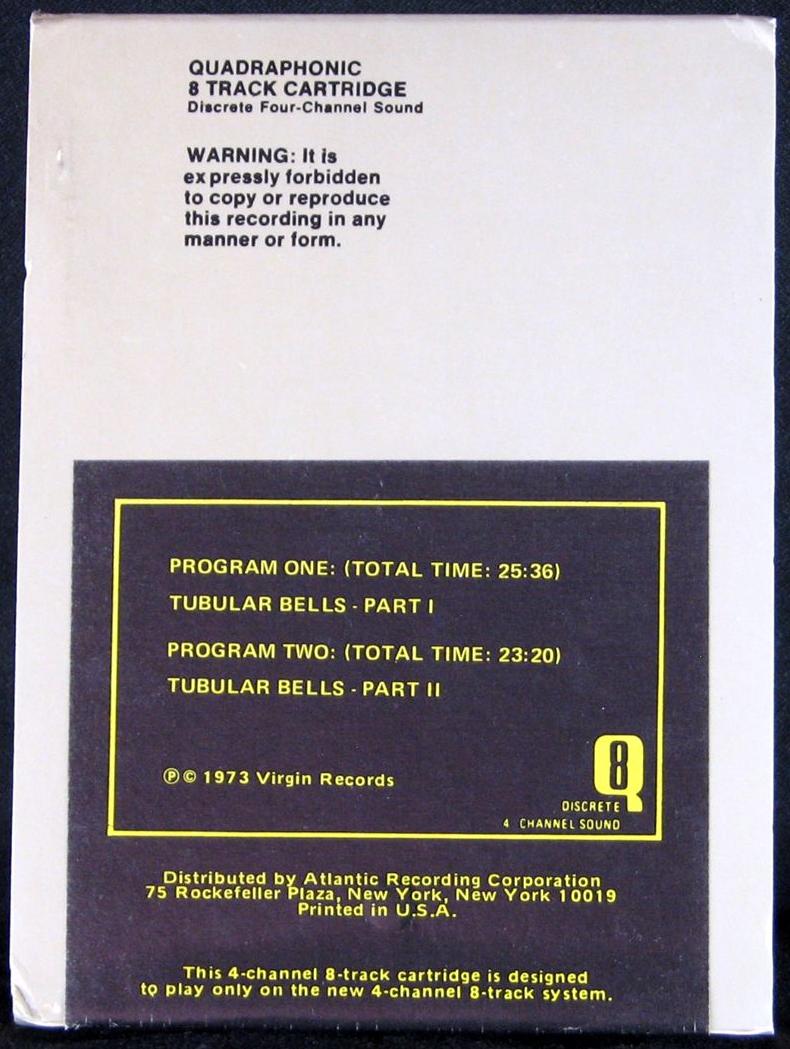 QUADRAPHONIC
8 TRACK CARTRIDGE
Discrete Four-Channel Sound
WARNING: It is
expressly forbidden
to copy or reproduce
this recording in any
manner or form.
PROGRAM ONE: (TOTAL TIME: 25:36)
TUBULAR BELLS - PART I
PROGRAM TWO: (TOTAL TIME: 23:20)
TUBULAR BELLS - PART II
℗ © 1973 Virgin Records
Q8
DISCRETE
4 CHANNEL SOUND
Distributed by Atlantic Recording Corporation
75 Rockefeller Plaza, New York, New York 10019
Printed in U.S.A.
This 4-channel 8-track cartridge is designed
to play only on the new 4-channel 8-track system.